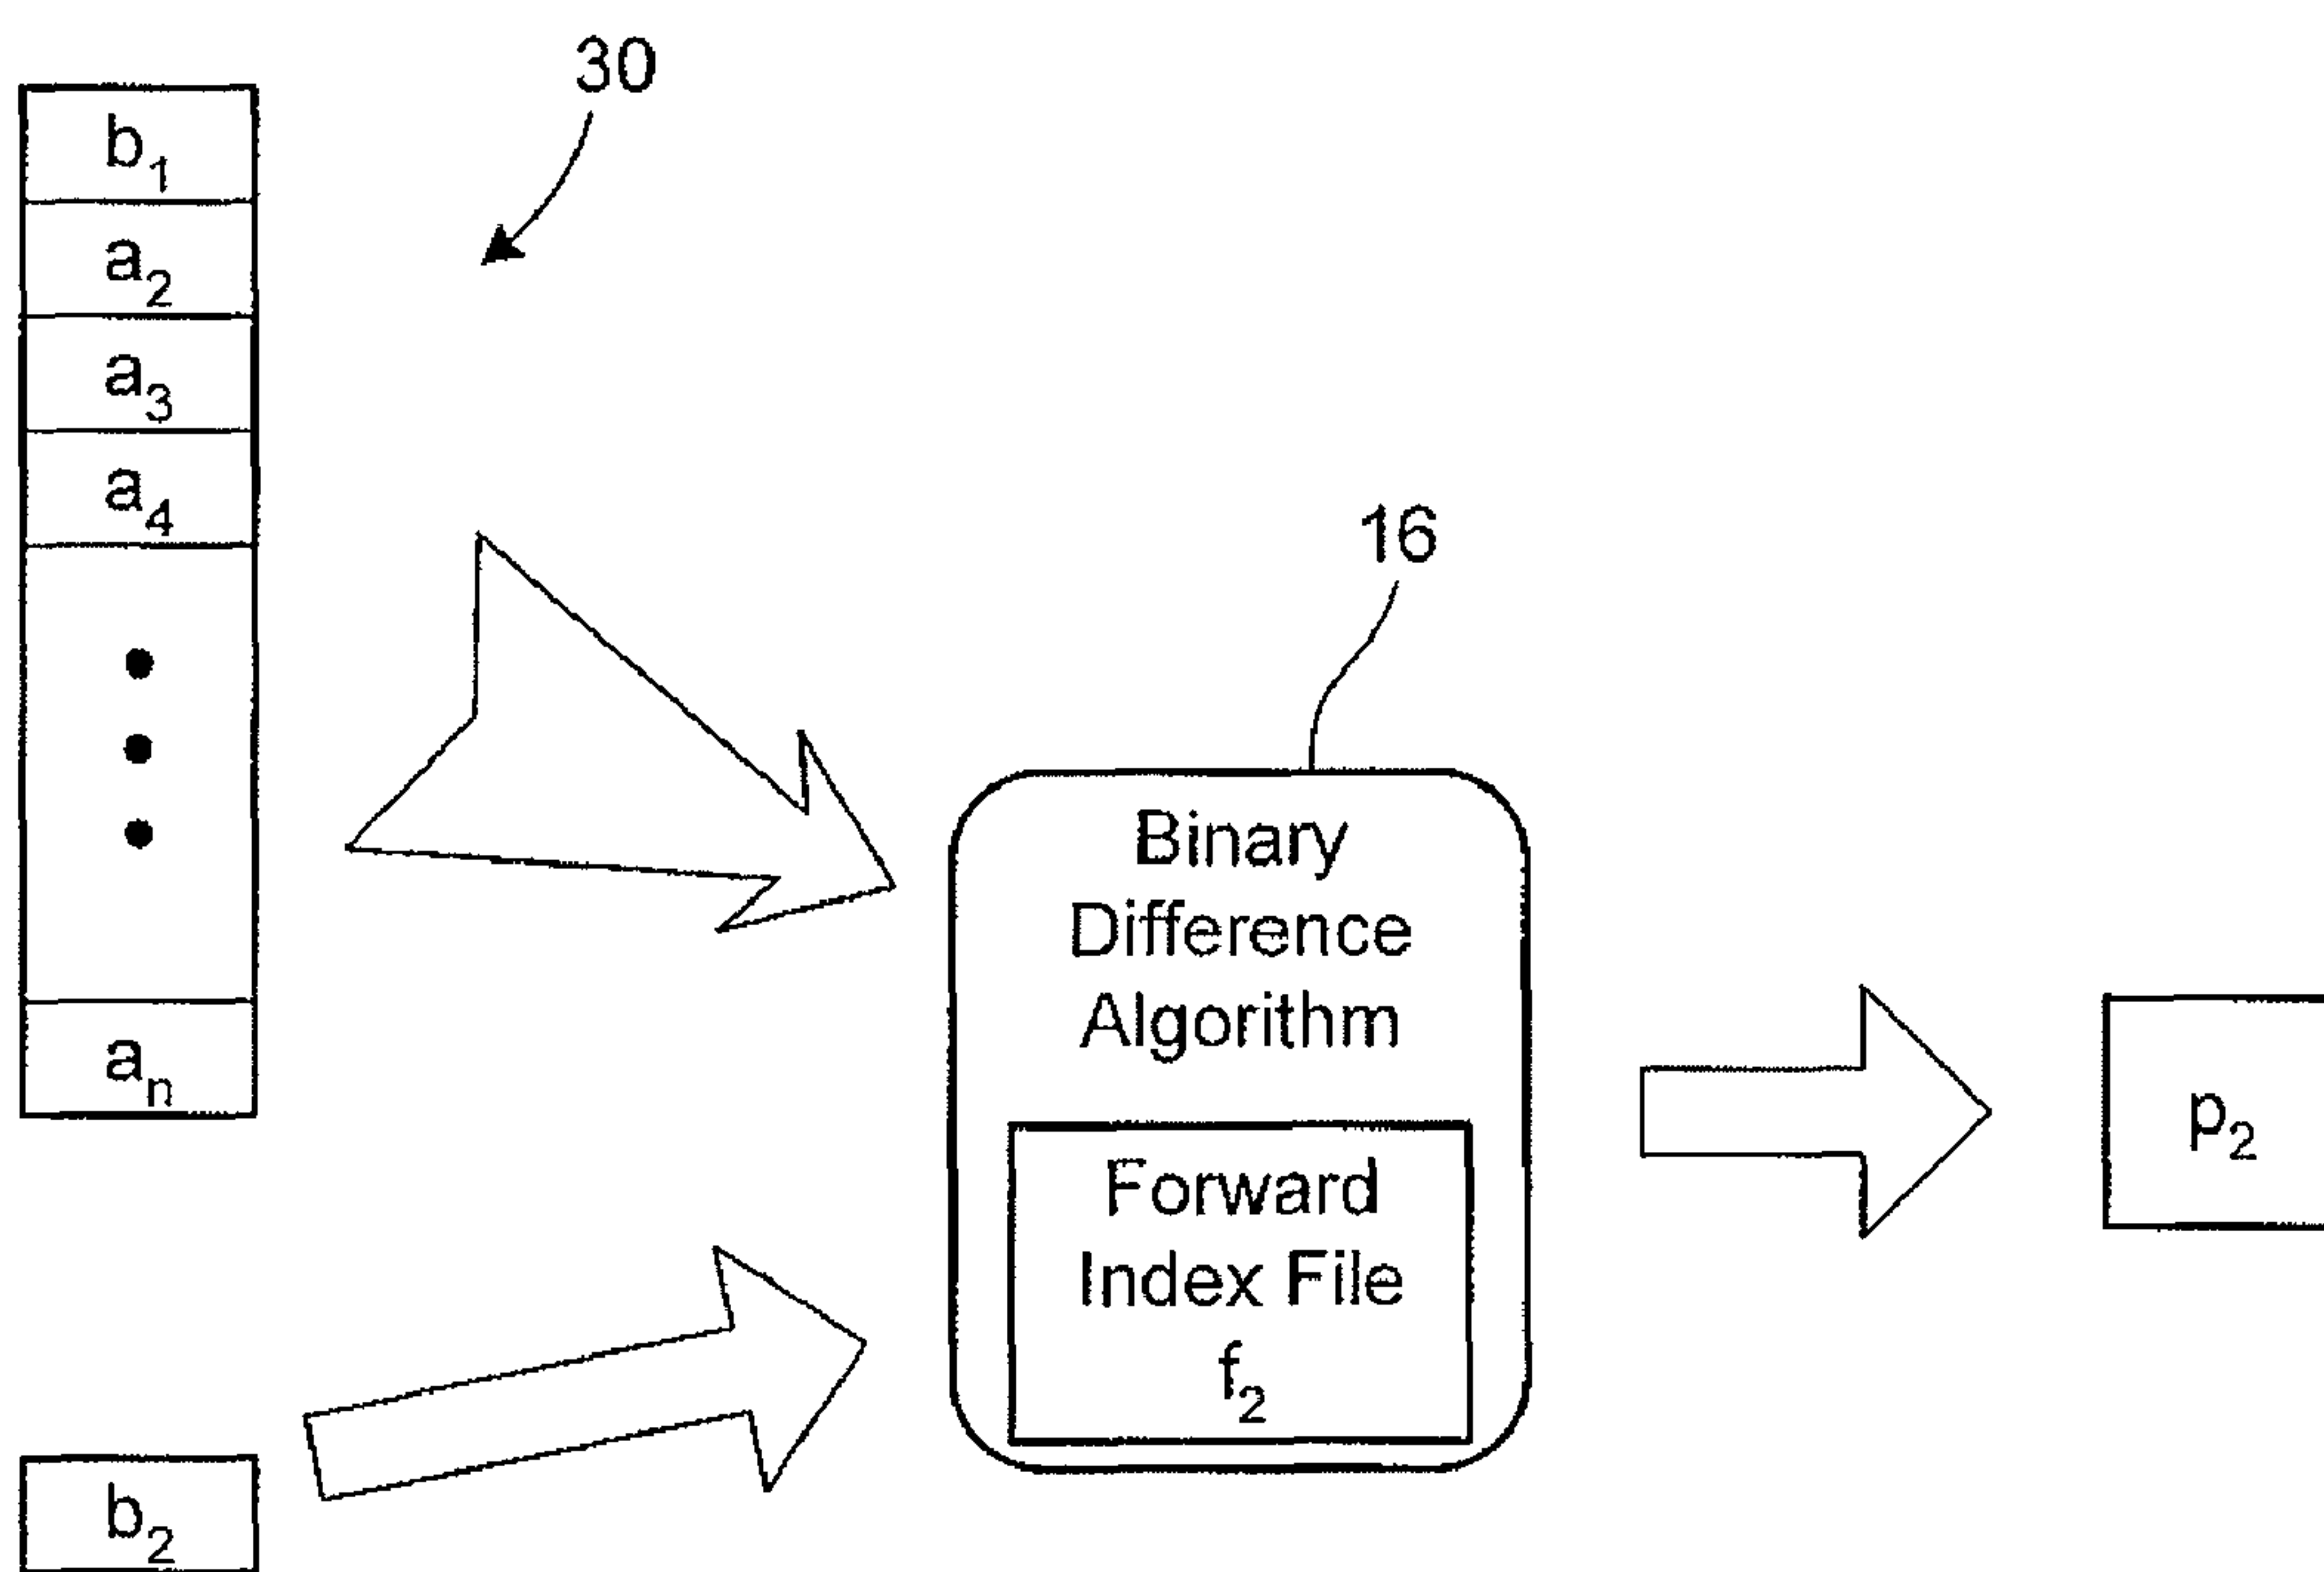 30
b₁
a₂
a₃
a₄
aₙ
b₂
16
Binary
Difference
Algorithm
Forward
Index File
f₂
p₂